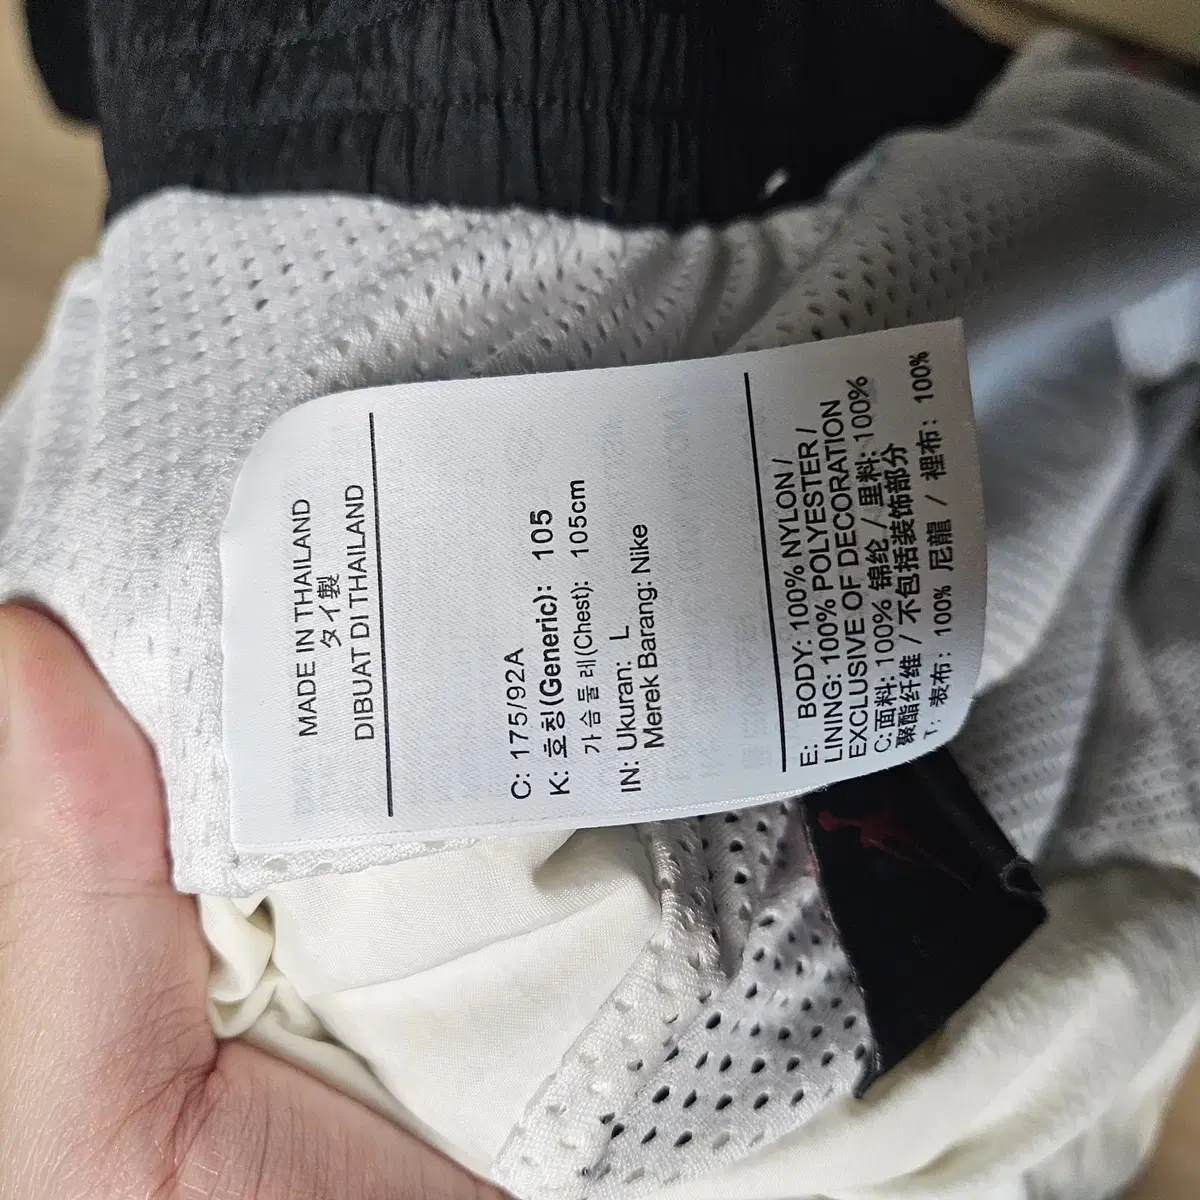 MADE IN THAILAND
タイ製
DIBUAT DI THAILAND
C: 175/92A
K: 호칭(Generic): 105
가슴둘레(Chest): 105cm
IN: Ukuran: L
Merek Barang: Nike
E: BODY: 100% NYLON /
LINING: 100% POLYESTER /
EXCLUSIVE OF DECORATION
C:面料: 100% 锦纶 / 里料: 100%
聚酯纤维 / 不包括装饰部分
T: 表布: 100% 尼龍 / 裡布: 100%